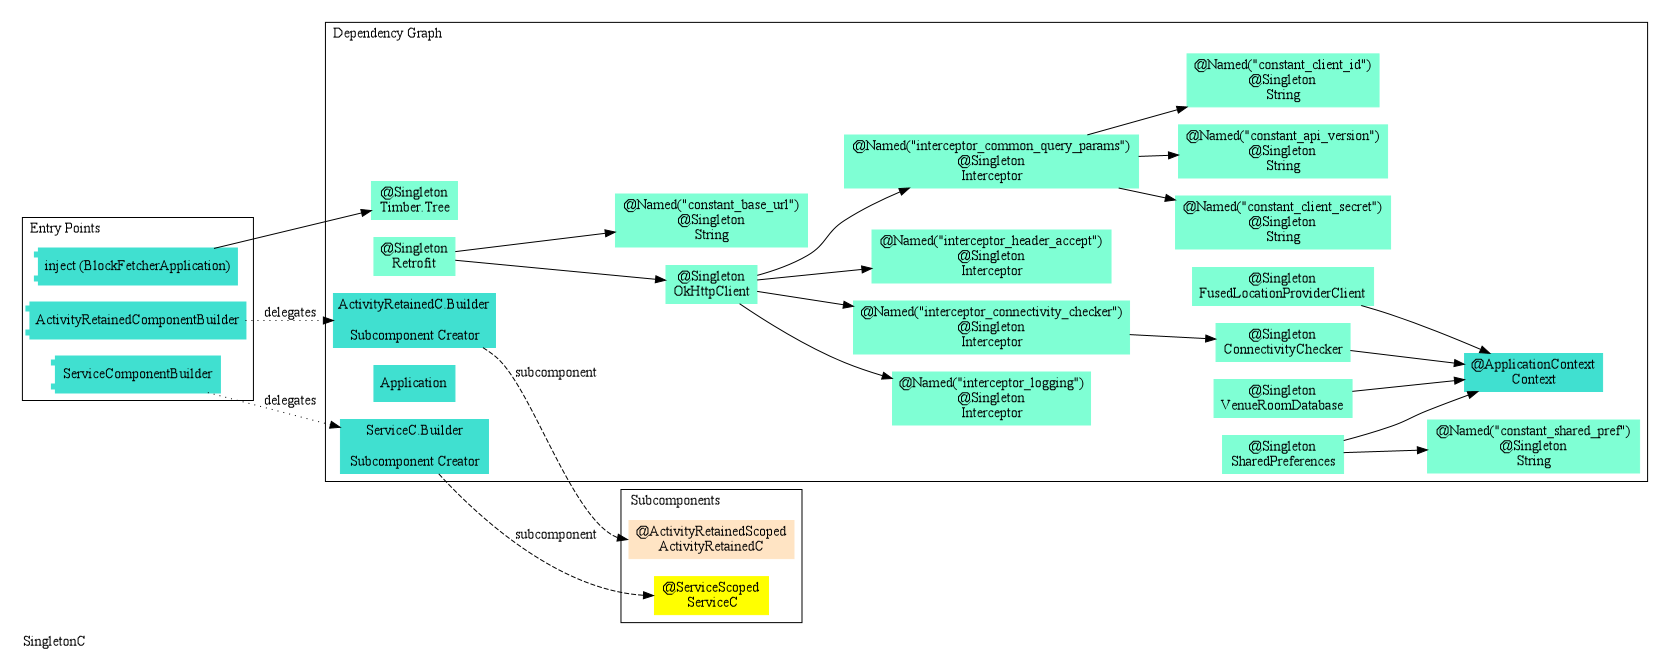 Dependency Graph
@Named("constant_client_id")
@Singleton
String
@Named("interceptor_common_query_params")
@Singleton
Interceptor
@Named("constant_api_version")
@Singleton
String
@Singleton
Timber.Tree
@Named("constant_base_url")
@Singleton
String
@Named("constant_client_secret")
@Singleton
String
Entry Points
inject (BlockFetcherApplication)
ActivityRetainedComponentBuilder
ServiceComponentBuilder
delegates
delegates
@Singleton
Retrofit
@Named("interceptor_header_accept")
@Singleton
Interceptor
@Singleton
OkHttpClient
@Singleton
FusedLocationProviderClient
ActivityRetainedC.Builder
Subcomponent Creator
@Named("interceptor_connectivity_checker")
@Singleton
Interceptor
@Singleton
ConnectivityChecker
@ApplicationContext
Context
Application
subcomponent
@Named("interceptor_logging")
@Singleton
Interceptor
@Singleton
VenueRoomDatabase
ServiceC.Builder
Subcomponent Creator
@Singleton
SharedPreferences
@Named("constant_shared_pref")
@Singleton
String
Subcomponents
@ActivityRetainedScoped
ActivityRetainedC
subcomponent
@ServiceScoped
ServiceC
SingletonC